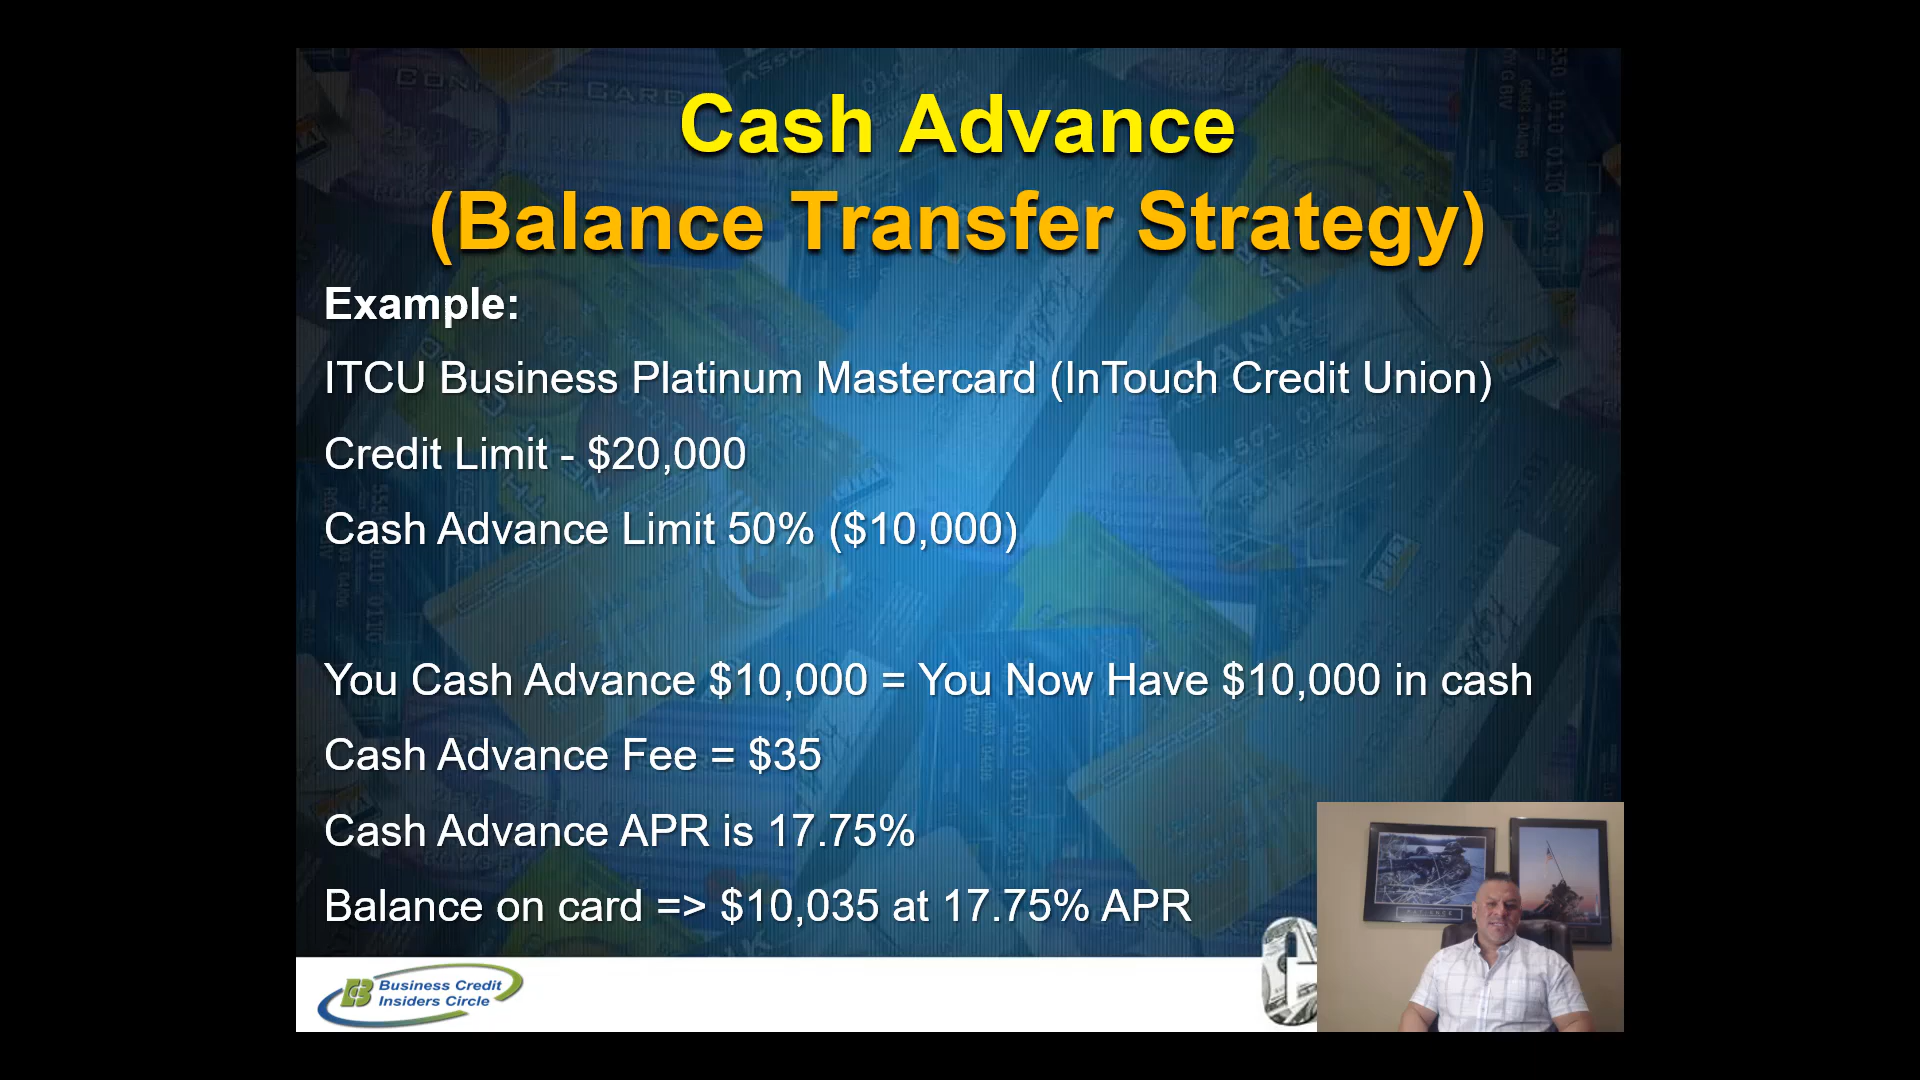 Cash Advance
(Balance Transfer Strategy)
Example:
ITCU Business Platinum Mastercard (InTouch Credit Union)
Credit Limit - $20,000
Cash Advance Limit 50% ($10,000)
You Cash Advance $10,000 = You Now Have $10,000 in cash
Cash Advance Fee = $35
Cash Advance APR is 17.75%
Balance on card => $10,035 at 17.75% APR
Business Credit
Insiders Circle